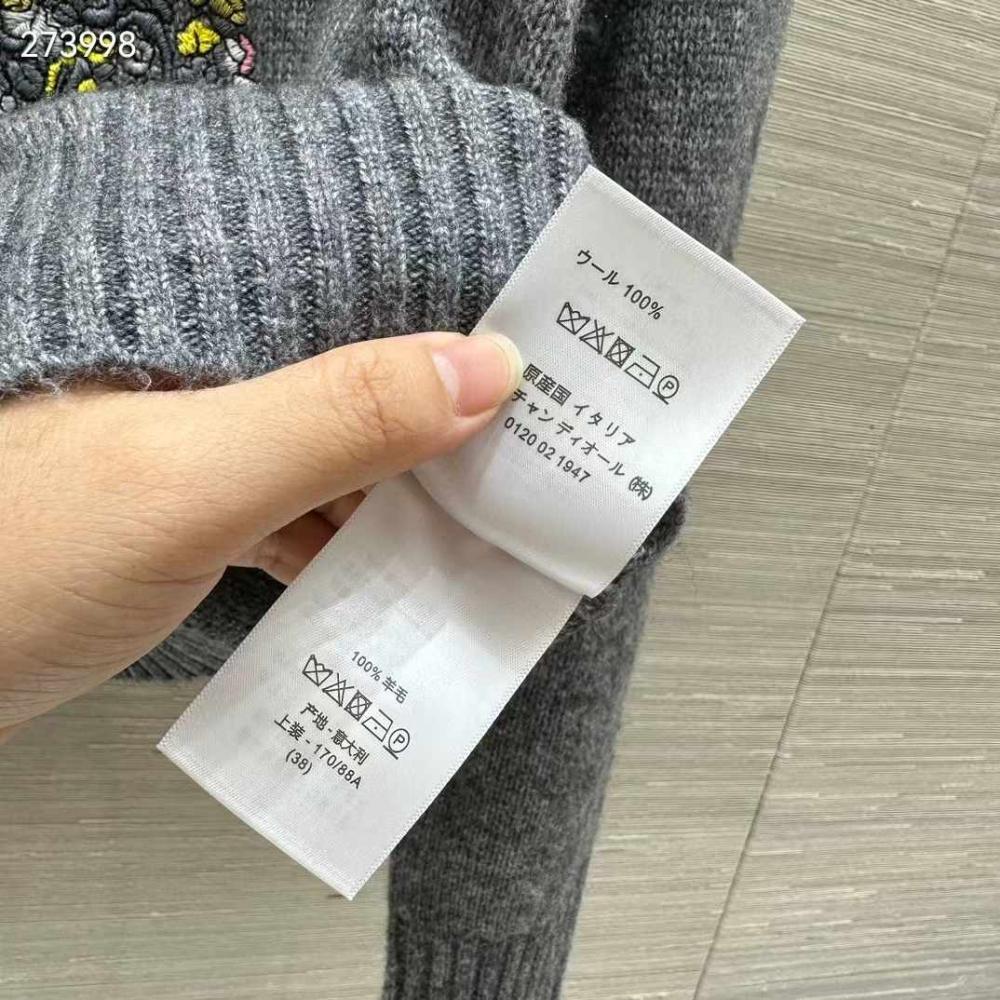 273998
ウール 100%
原産国 イタリア
チャン ディオール (株)
0120 02 1947
100% 羊毛
产地 - 意大利
上装 - 170/88A
(38)